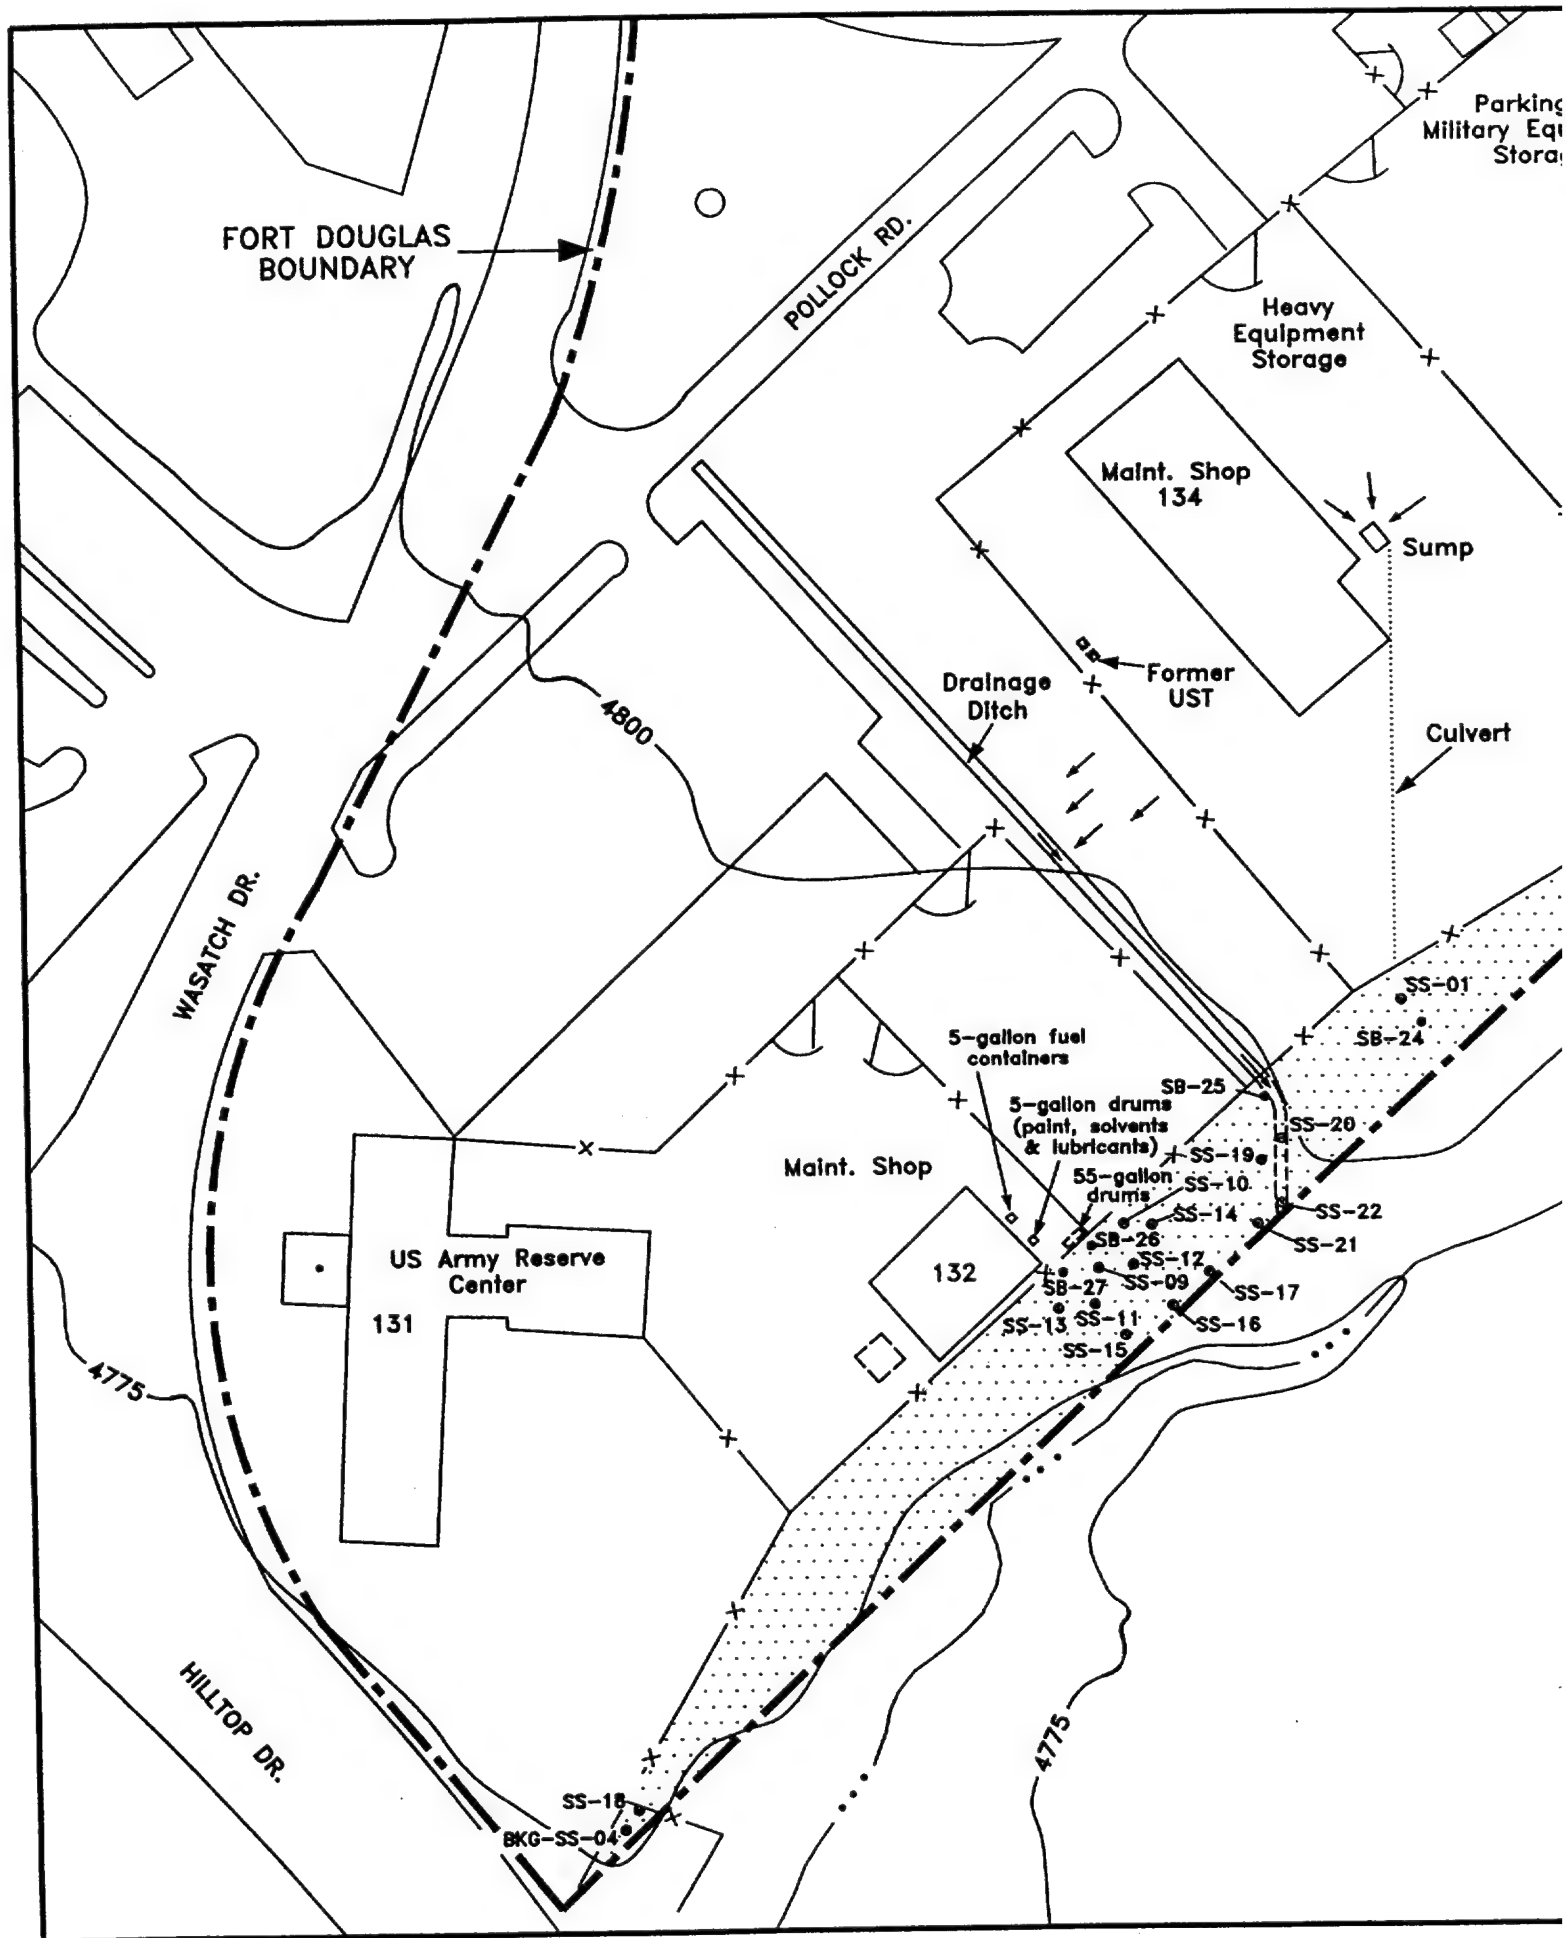 Parking
Military Equ
Stora
FORT DOUGLAS
BOUNDARY
POLLOCK RD.
Heavy
Equipment
Storage
Maint. Shop
134
Sump
Former
UST
Drainage
Ditch
4800
Culvert
WASATCH DR.
SS-01
SB-24
5-gallon fuel
containers
SB-25
5-gallon drums
(paint, solvents
& lubricants)
SS-20
SS-19
Maint. Shop
55-gallon
drums
SS-10
SS-14
SS-22
SB-26
SS-21
US Army Reserve
Center
SS-12
132
SB-27
SS-09
SS-17
131
SS-13
SS-11
SS-16
SS-15
4775
HILLTOP DR.
4775
SS-18
BKG-SS-04